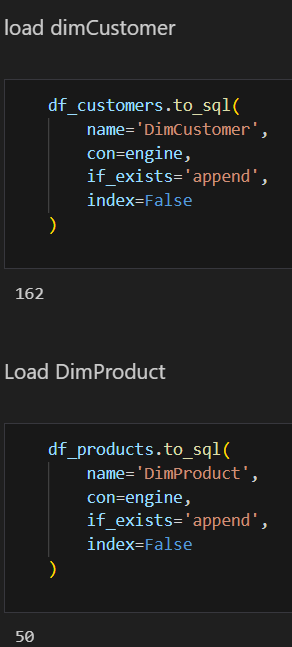 load dimCustomer
df_customers.to_sql(
    name='DimCustomer',
    con=engine,
    if_exists='append',
    index=False
)
162
Load DimProduct
df_products.to_sql(
    name='DimProduct',
    con=engine,
    if_exists='append',
    index=False
)
50